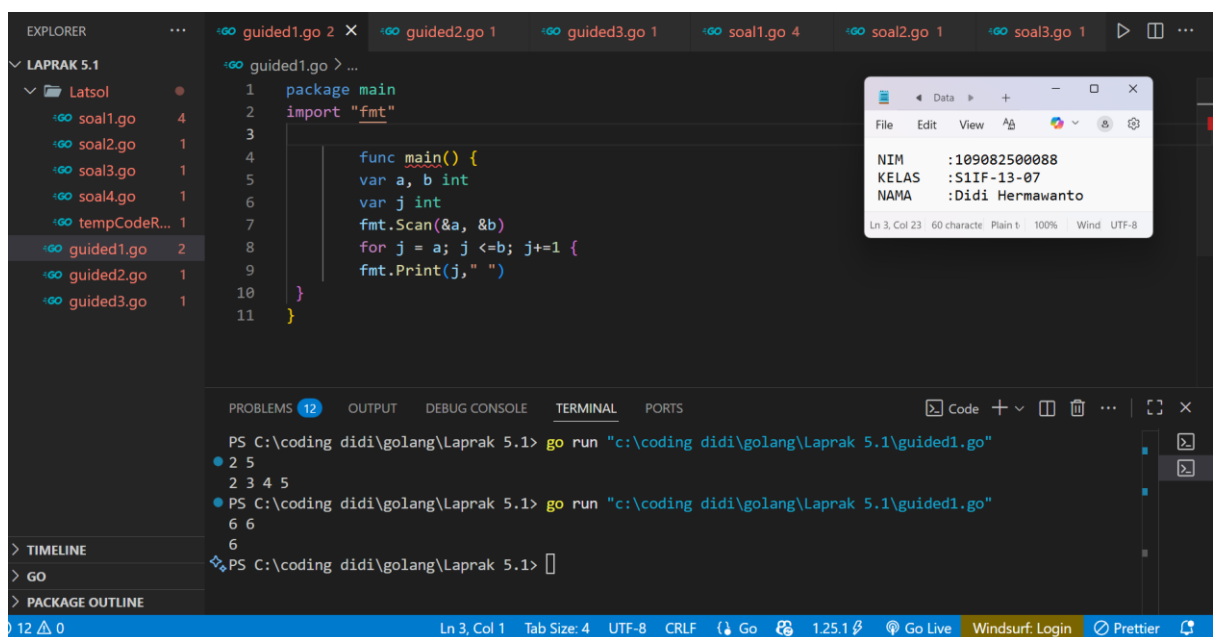 EXPLORER ...
LAPRAK 5.1
Latsol
soal1.go 4
soal2.go 1
soal3.go 1
soal4.go 1
tempCodeR... 1
guided1.go 2
guided2.go 1
guided3.go 1
TIMELINE
GO
PACKAGE OUTLINE
guided1.go 2 guided2.go 1 guided3.go 1 soal1.go 4 soal2.go 1 soal3.go 1 ...
guided1.go > ...
1 package main
2 import "fmt"
3
4 func main() {
5 var a, b int
6 var j int
7 fmt.Scan(&a, &b)
8 for j = a; j <=b; j+=1 {
9 fmt.Print(j," ")
10 }
11 }
Data
File Edit View
NIM :109082500088
KELAS :S1IF-13-07
NAMA :Didi Hermawanto
Ln 3, Col 23 60 characte Plain t 100% Wind UTF-8
PROBLEMS 12 OUTPUT DEBUG CONSOLE TERMINAL PORTS Code
PS C:\coding didi\golang\Laprak 5.1> go run "c:\coding didi\golang\Laprak 5.1\guided1.go"
2 5
2 3 4 5
PS C:\coding didi\golang\Laprak 5.1> go run "c:\coding didi\golang\Laprak 5.1\guided1.go"
6 6
6
PS C:\coding didi\golang\Laprak 5.1>
12 0 Ln 3, Col 1 Tab Size: 4 UTF-8 CRLF Go 1.25.1 Go Live Windsurf: Login Prettier